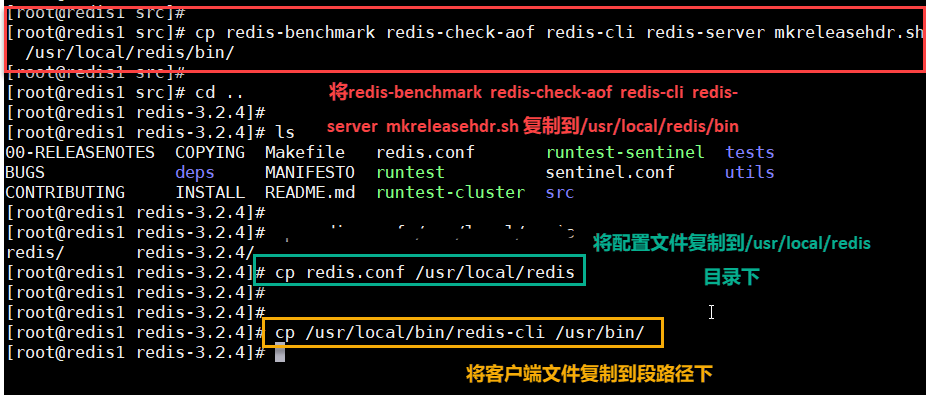 [root@redis1 src]#
[root@redis1 src]# cp redis-benchmark redis-check-aof redis-cli redis-server mkreleasehdr.sh
/usr/local/redis/bin/
[root@redis1 src]#
[root@redis1 src]# cd ..
将redis-benchmark redis-check-aof redis-cli redis-
[root@redis1 redis-3.2.4]#
server mkreleasehdr.sh 复制到/usr/local/redis/bin
[root@redis1 redis-3.2.4]# ls
00-RELEASENOTES COPYING Makefile redis.conf runtest-sentinel tests
BUGS deps MANIFESTO runtest sentinel.conf utils
CONTRIBUTING INSTALL README.md runtest-cluster src
[root@redis1 redis-3.2.4]#
[root@redis1 redis-3.2.4]#
将配置文件复制到/usr/local/redis
目录下
redis/ redis-3.2.4/
[root@redis1 redis-3.2.4]# cp redis.conf /usr/local/redis
[root@redis1 redis-3.2.4]#
[root@redis1 redis-3.2.4]#
[root@redis1 redis-3.2.4]# cp /usr/local/bin/redis-cli /usr/bin/
[root@redis1 redis-3.2.4]#
将客户端文件复制到段路径下